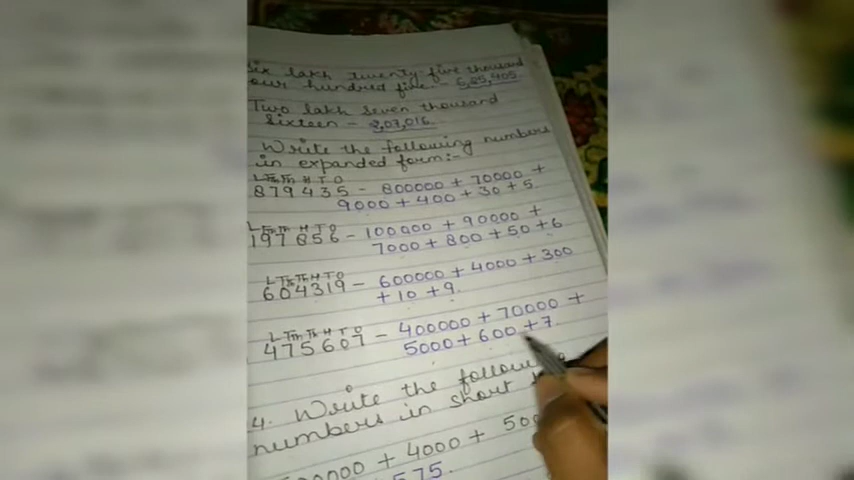 Six lakh twenty five thousand
four hundred five. - 6,25,405
Two lakh seven thousand
sixteen - 2,07,016
Write the following numbers
in expanded form:-
L TTh Th H T O
879435 - 800000 + 70000 +
9000 + 400 + 30 + 5
L TTh Th H T O
197856 - 100000 + 90000 +
7000 + 800 + 50 + 6
L TTh Th H T O
604319 - 600000 + 4000 + 300
+ 10 + 9
L TTh Th H T O
475607 - 400000 + 70000 +
5000 + 600 + 7
4. Write the following
numbers in short
00000 + 4000 + 500
575.